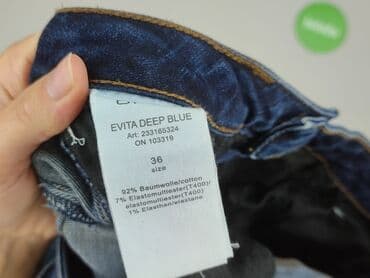 EVITA DEEP BLUE
Art: 233165324
ON 103319
36
size
92% Baumwolle/cotton
7% Elastomultiester(T400)/
elastomultiester(T400)
1% Elasthan/elastane